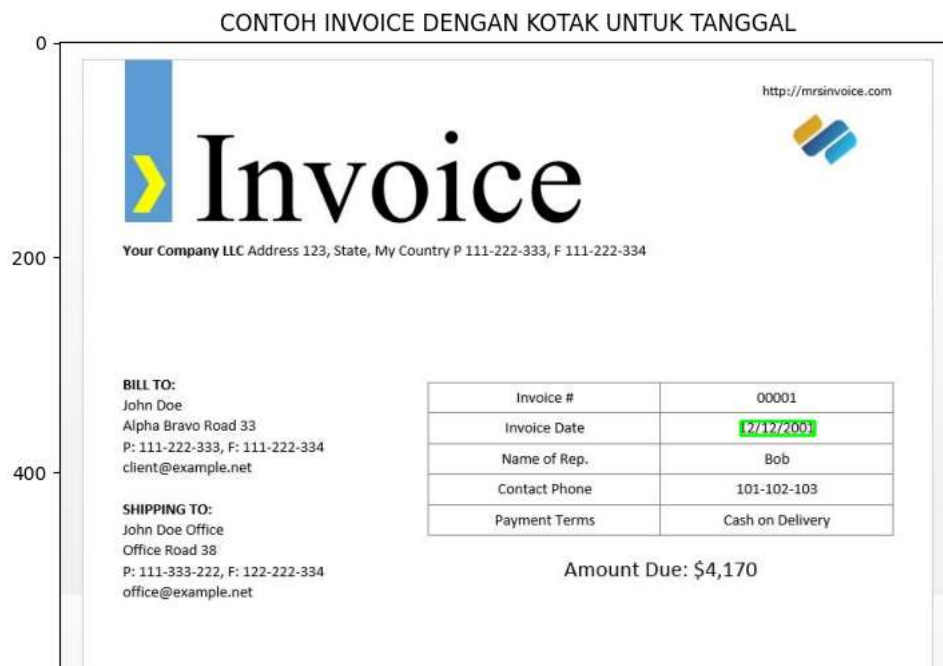 CONTOH INVOICE DENGAN KOTAK UNTUK TANGGAL
0
200
400
http://mrsinvoice.com
Invoice
Your Company LLC Address 123, State, My Country P 111-222-333, F 111-222-334
BILL TO:
John Doe
Alpha Bravo Road 33
P: 111-222-333, F: 111-222-334
client@example.net
SHIPPING TO:
John Doe Office
Office Road 38
P: 111-333-222, F: 122-222-334
office@example.net
Invoice # 00001
Invoice Date 12/12/2001
Name of Rep. Bob
Contact Phone 101-102-103
Payment Terms Cash on Delivery
Amount Due: $4,170